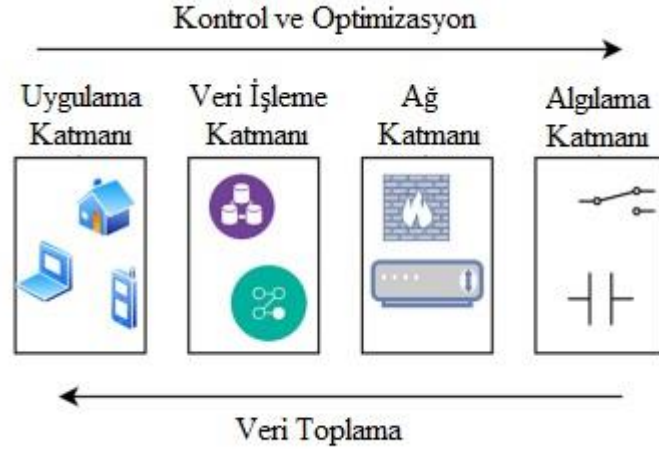 Kontrol ve Optimizasyon
Uygulama Katmanı
Veri İşleme Katmanı
Ağ Katmanı
Algılama Katmanı
Veri Toplama